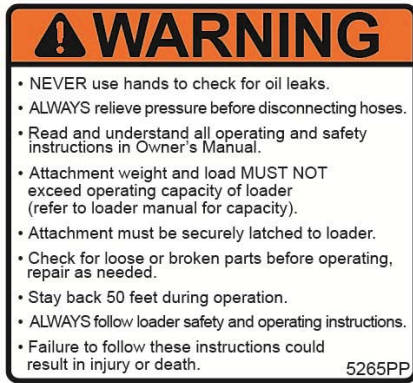 WARNING
• NEVER use hands to check for oil leaks.
• ALWAYS relieve pressure before disconnecting hoses.
• Read and understand all operating and safety
instructions in Owner's Manual.
• Attachment weight and load MUST NOT
exceed operating capacity of loader
(refer to loader manual for capacity).
• Attachment must be securely latched to loader.
• Check for loose or broken parts before operating,
repair as needed.
• Stay back 50 feet during operation.
• ALWAYS follow loader safety and operating instructions.
• Failure to follow these instructions could
result in injury or death.
5265PP